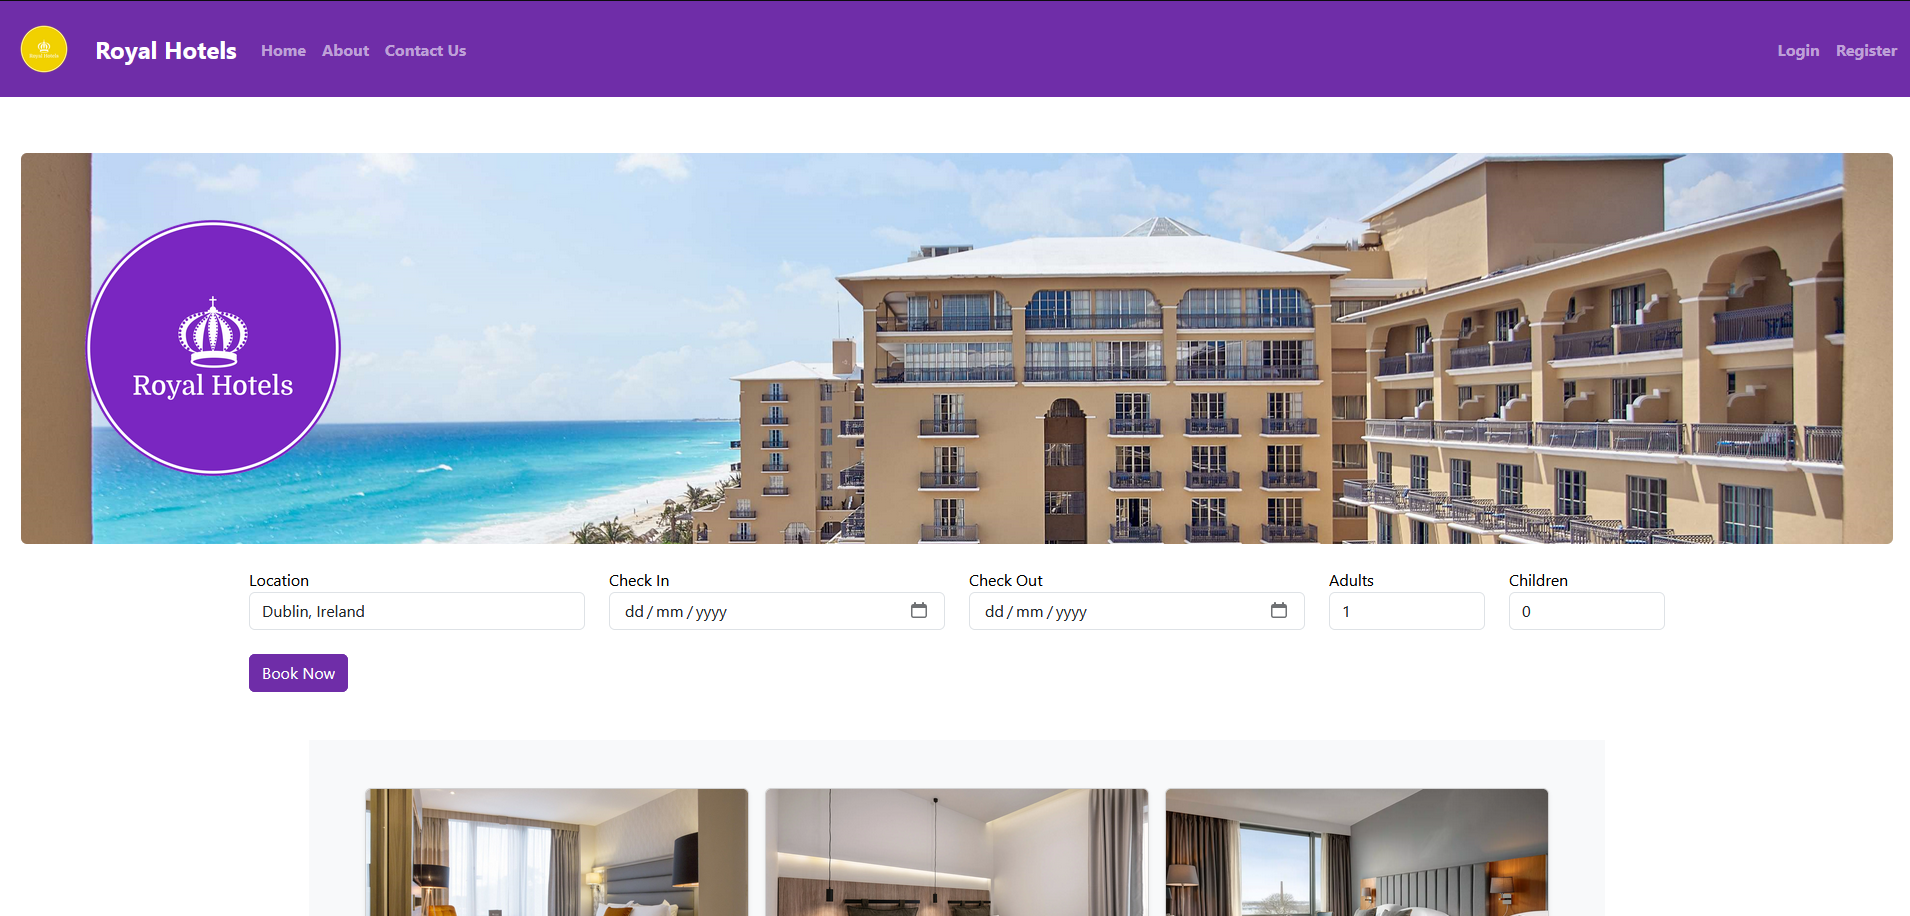 Royal Hotels Home About Contact Us Login Register
Royal Hotels
Location Check In Check Out Adults Children
Dublin, Ireland dd/mm/yyyy dd/mm/yyyy 1 0
Book Now